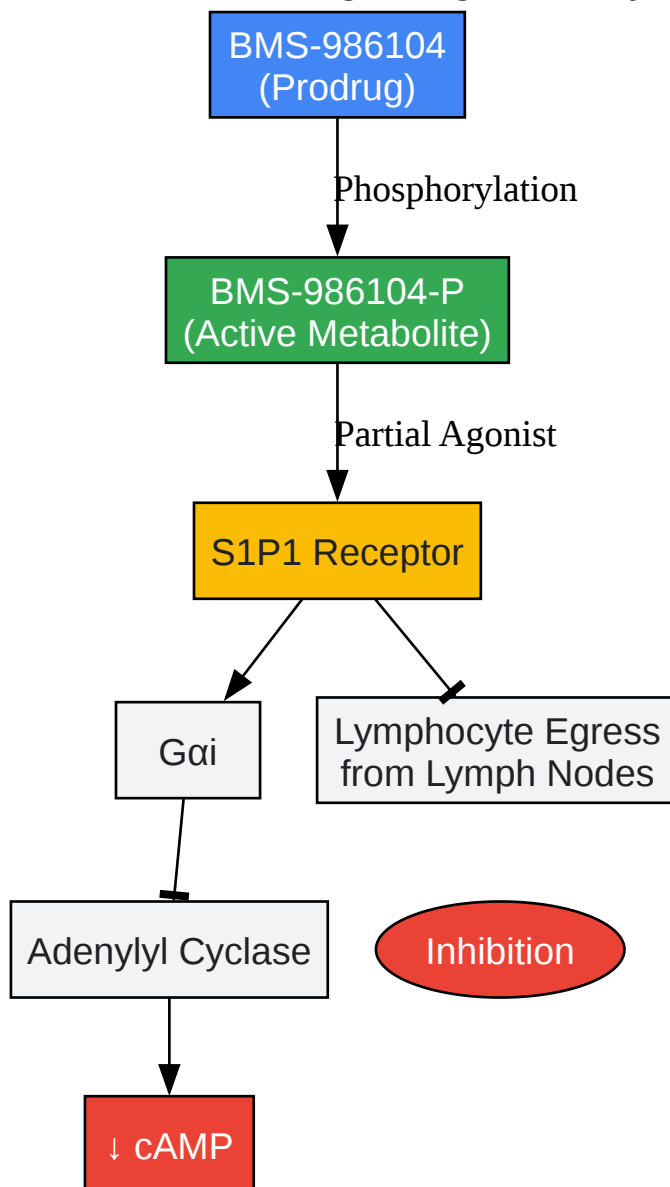 BMS-986104
(Prodrug)
Phosphorylation
BMS-986104-P
(Active Metabolite)
Partial Agonist
S1P1 Receptor
Gαi
Lymphocyte Egress
from Lymph Nodes
Adenylyl Cyclase
Inhibition
↓ cAMP